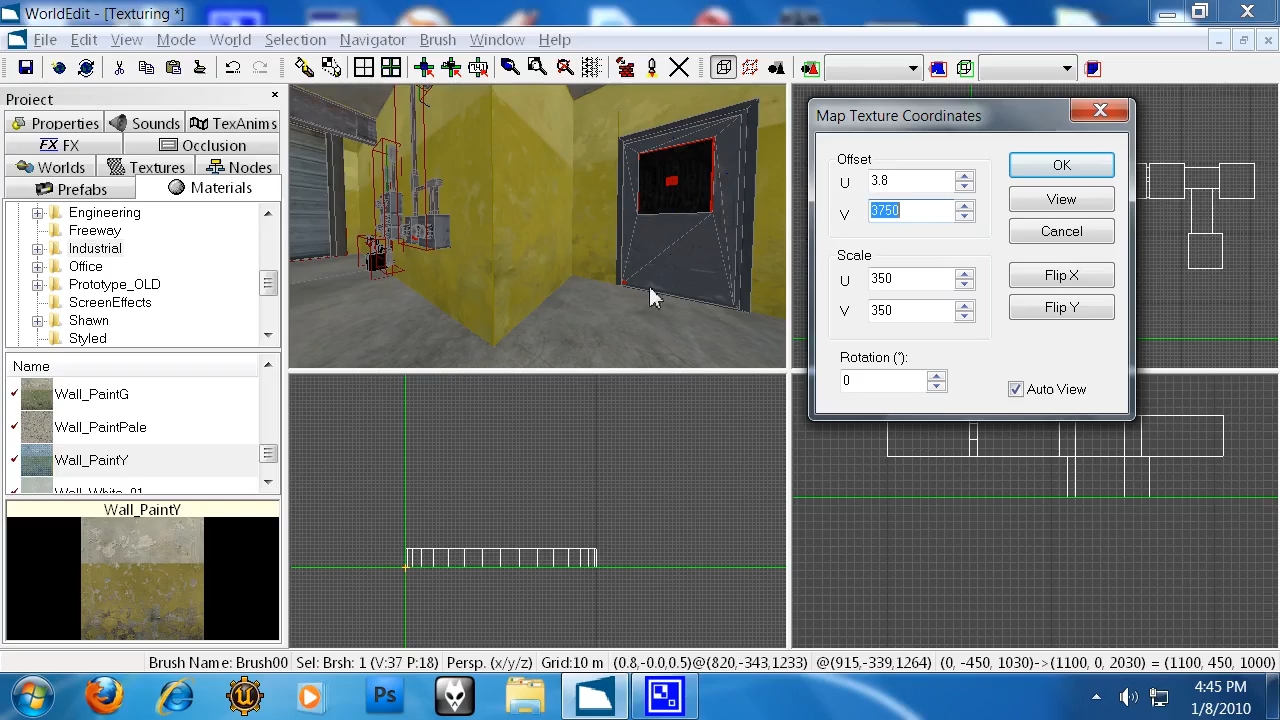 WorldEdit - [Texturing *]
File Edit View Mode World Selection Navigator Brush Window Help
Project
Properties Sounds TexAnims
FX FX Occlusion
Worlds Textures Nodes
Prefabs Materials
Engineering
Freeway
Industrial
Office
Prototype_OLD
ScreenEffects
Shawn
Styled
Name
Wall_PaintG
Wall_PaintPale
Wall_PaintY
Wall_White_01
Wall_PaintY
Map Texture Coordinates
Offset
U 3.8
V 3750
Scale
U 350
V 350
Rotation (°):
0
OK
View
Cancel
Flip X
Flip Y
Auto View
Brush Name: Brush00 Sel: Brsh: 1 (V:37 P:18) Persp. (x/y/z) Grid:10 m (0.8,-0.0,0.5)@(820,-343,1233) @(915,-339,1264) (0, -450, 1030)->(1100, 0, 2030) = (1100, 450, 1000)
Ps
4:45 PM
1/8/2010